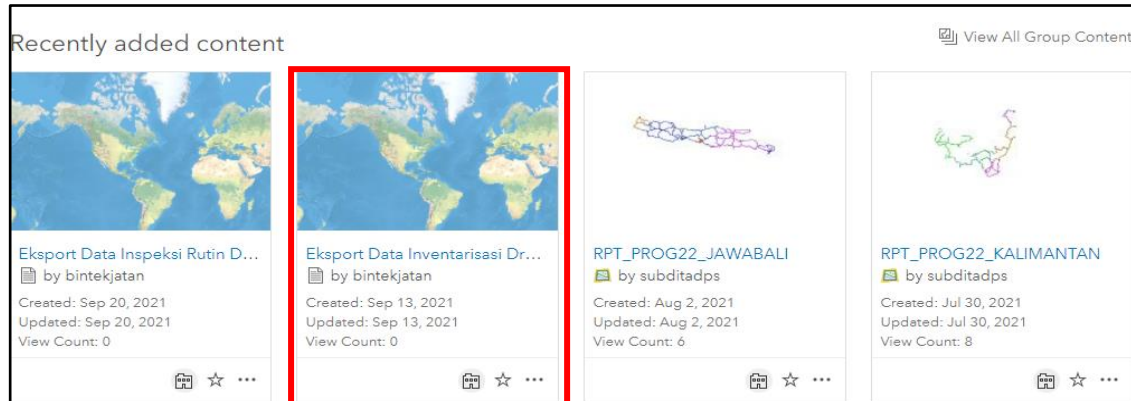 Recently added content
View All Group Content
Eksport Data Inspeksi Rutin D...
by bintekjatan
Created: Sep 20, 2021
Updated: Sep 20, 2021
View Count: 0
Eksport Data Inventarisasi Dr...
by bintekjatan
Created: Sep 13, 2021
Updated: Sep 13, 2021
View Count: 0
RPT_PROG22_JAWABALI
by subditadps
Created: Aug 2, 2021
Updated: Aug 2, 2021
View Count: 6
RPT_PROG22_KALIMANTAN
by subditadps
Created: Jul 30, 2021
Updated: Jul 30, 2021
View Count: 8